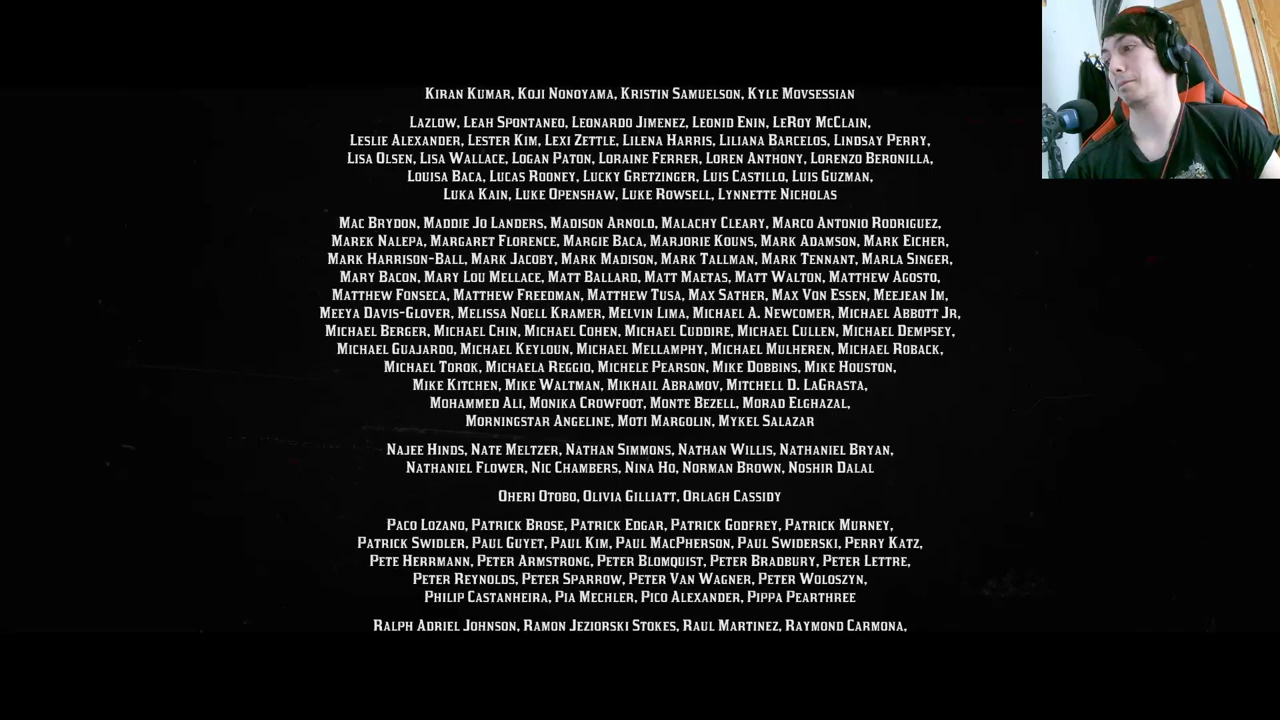 Kiran Kumar, Koji Nonoyama, Kristin Samuelson, Kyle Movsessian
Lazlow, Leah Spontaneo, Leonardo Jimenez, Leonid Enin, LeRoy McClain,
Leslie Alexander, Lester Kim, Lexi Zettle, Lilena Harris, Liliana Barcelos, Lindsay Perry,
Lisa Olsen, Lisa Wallace, Logan Paton, Loraine Ferrer, Loren Anthony, Lorenzo Beronilla,
Louisa Baca, Lucas Rooney, Lucky Gretzinger, Luis Castillo, Luis Guzman,
Luka Kain, Luke Openshaw, Luke Rowsell, Lynnette Nicholas
Mac Brydon, Maddie Jo Landers, Madison Arnold, Malachy Cleary, Marco Antonio Rodriguez,
Marek Nalepa, Margaret Florence, Margie Baca, Marjorie Kouns, Mark Adamson, Mark Eicher,
Mark Harrison-Ball, Mark Jacoby, Mark Madison, Mark Tallman, Mark Tennant, Marla Singer,
Mary Bacon, Mary Lou Mellace, Matt Ballard, Matt Maetas, Matt Walton, Matthew Agosto,
Matthew Fonseca, Matthew Freedman, Matthew Tusa, Max Sather, Max Von Essen, Meejean Im,
Meeya Davis-Glover, Melissa Noell Kramer, Melvin Lima, Michael A. Newcomer, Michael Abbott Jr,
Michael Berger, Michael Chin, Michael Cohen, Michael Cuddire, Michael Cullen, Michael Dempsey,
Michael Guajardo, Michael Keyloun, Michael Mellamphy, Michael Mulheren, Michael Roback,
Michael Torok, Michaela Reggio, Michele Pearson, Mike Dobbins, Mike Houston,
Mike Kitchen, Mike Waltman, Mikhail Abramov, Mitchell D. LaGrasta,
Mohammed Ali, Monika Crowfoot, Monte Bezell, Morad Elghazal,
Morningstar Angeline, Moti Margolin, Mykel Salazar
Najee Hinds, Nate Meltzer, Nathan Simmons, Nathan Willis, Nathaniel Bryan,
Nathaniel Flower, Nic Chambers, Nina Ho, Norman Brown, Noshir Dalal
Oheri Otobo, Olivia Gilliatt, Orlagh Cassidy
Paco Lozano, Patrick Brose, Patrick Edgar, Patrick Godfrey, Patrick Murney,
Patrick Swidler, Paul Guyet, Paul Kim, Paul MacPherson, Paul Swiderski, Perry Katz,
Pete Herrmann, Peter Armstrong, Peter Blomquist, Peter Bradbury, Peter Lettre,
Peter Reynolds, Peter Sparrow, Peter Van Wagner, Peter Woloszyn,
Philip Castanheira, Pia Mechler, Pico Alexander, Pippa Pearthree
Ralph Adriel Johnson, Ramon Jeziorski Stokes, Raul Martinez, Raymond Carmona,